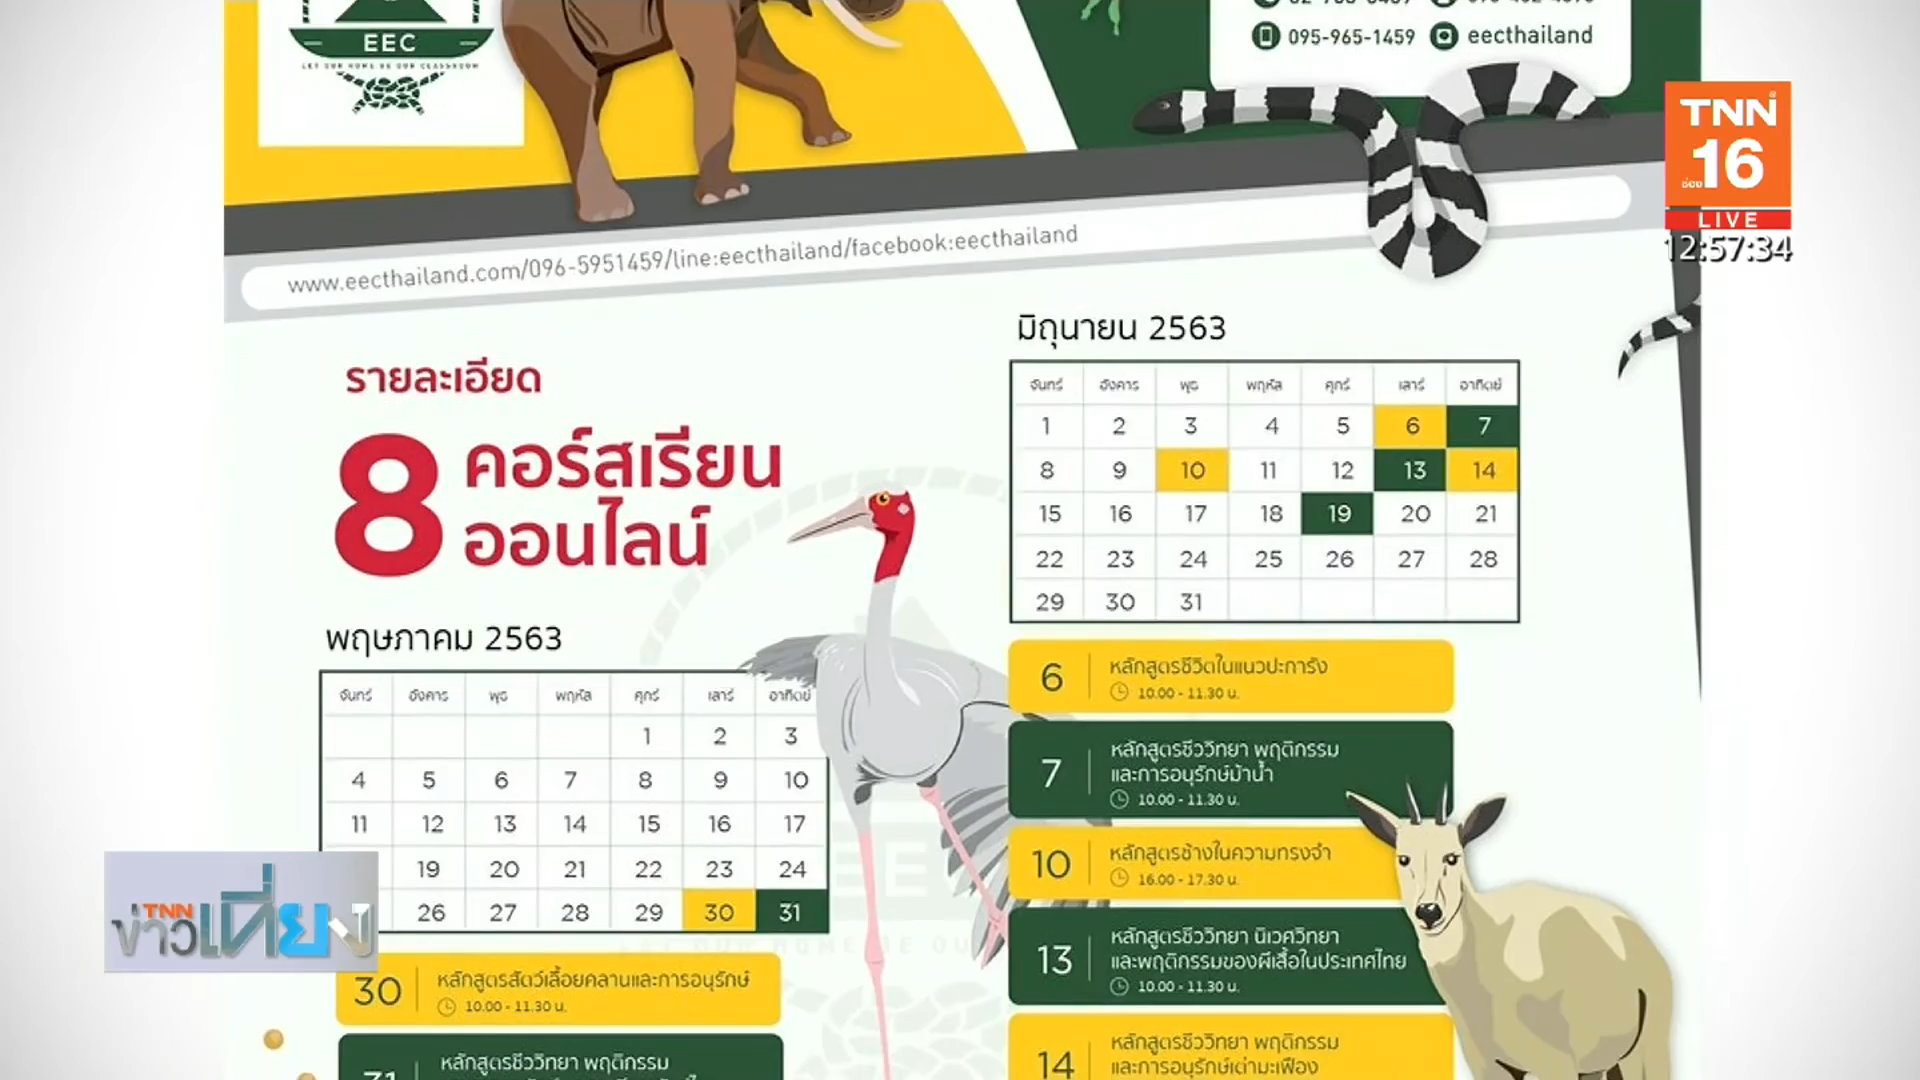 EEC
LET OUR HOME BE OUR CLASSROOM
095-965-1459 eecthailand
TNN
ช่อง 16
LIVE
12:57:34
www.eecthailand.com/096-5951459/line:eecthailand/facebook:eecthailand
รายละเอียด
8 คอร์สเรียน
ออนไลน์
พฤษภาคม 2563
จันทร์ อังคาร พุธ พฤหัส ศุกร์ เสาร์ อาทิตย์
1 2 3
4 5 6 7 8 9 10
11 12 13 14 15 16 17
19 20 21 22 23 24
26 27 28 29 30 31
30 หลักสูตรสัตว์เลื้อยคลานและการอนุรักษ์
10.00 - 11.30 น.
31 หลักสูตรชีววิทยา พฤติกรรม
มิถุนายน 2563
จันทร์ อังคาร พุธ พฤหัส ศุกร์ เสาร์ อาทิตย์
1 2 3 4 5 6 7
8 9 10 11 12 13 14
15 16 17 18 19 20 21
22 23 24 25 26 27 28
29 30 31
6 หลักสูตรชีวิตในแนวปะการัง
10.00 - 11.30 น.
7 หลักสูตรชีววิทยา พฤติกรรม
และการอนุรักษ์ม้าน้ำ
10.00 - 11.30 น.
10 หลักสูตรช้างในความทรงจำ
16.00 - 17.30 น.
13 หลักสูตรชีววิทยา นิเวศวิทยา
และพฤติกรรมของผีเสื้อในประเทศไทย
10.00 - 11.30 น.
14 หลักสูตรชีววิทยา พฤติกรรม
และการอนุรักษ์เต่ามะเฟือง
TNN
ข่าวเที่ยง